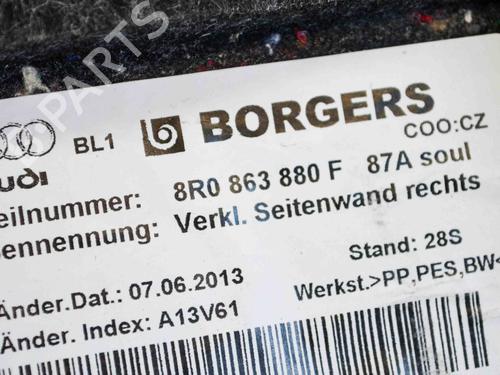 BL1 BORGERS
COO:CZ
udi
eilnummer: 8R0 863 880 F 87A soul
ennennung: Verkl. Seitenwand rechts
Stand: 28S
Änder.Dat.: 07.06.2013
Werkst.>PP,PES,BW<
Änder. Index: A13V61